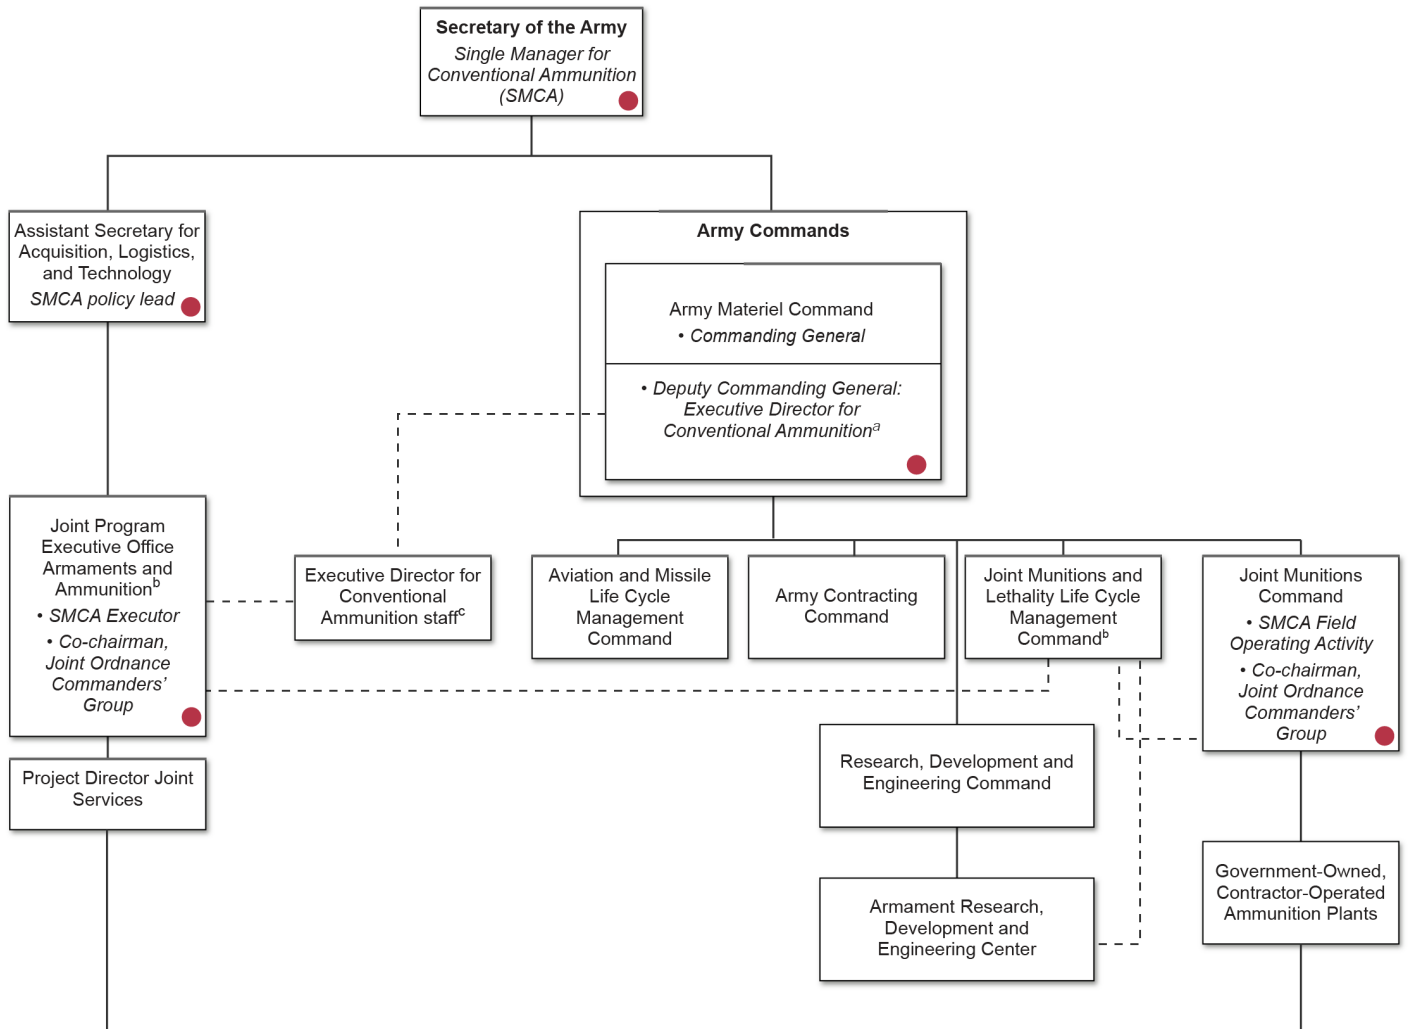 Secretary of the Army
Single Manager for
Conventional Ammunition
(SMCA)
Assistant Secretary for
Acquisition, Logistics,
and Technology
SMCA policy lead
Army Commands
Army Materiel Command
• Commanding General
• Deputy Commanding General:
Executive Director for
Conventional Ammunitionᵃ
Joint Program
Executive Office
Armaments and
Ammunitionᵇ
• SMCA Executor
• Co-chairman,
Joint Ordnance
Commanders’
Group
Executive Director for
Conventional
Ammunition staffᶜ
Aviation and Missile
Life Cycle
Management
Command
Army Contracting
Command
Joint Munitions and
Lethality Life Cycle
Management
Commandᵇ
Joint Munitions
Command
• SMCA Field
Operating Activity
• Co-chairman,
Joint Ordnance
Commanders’
Group
Project Director Joint
Services
Research, Development and
Engineering Command
Armament Research,
Development and
Engineering Center
Government-Owned,
Contractor-Operated
Ammunition Plants